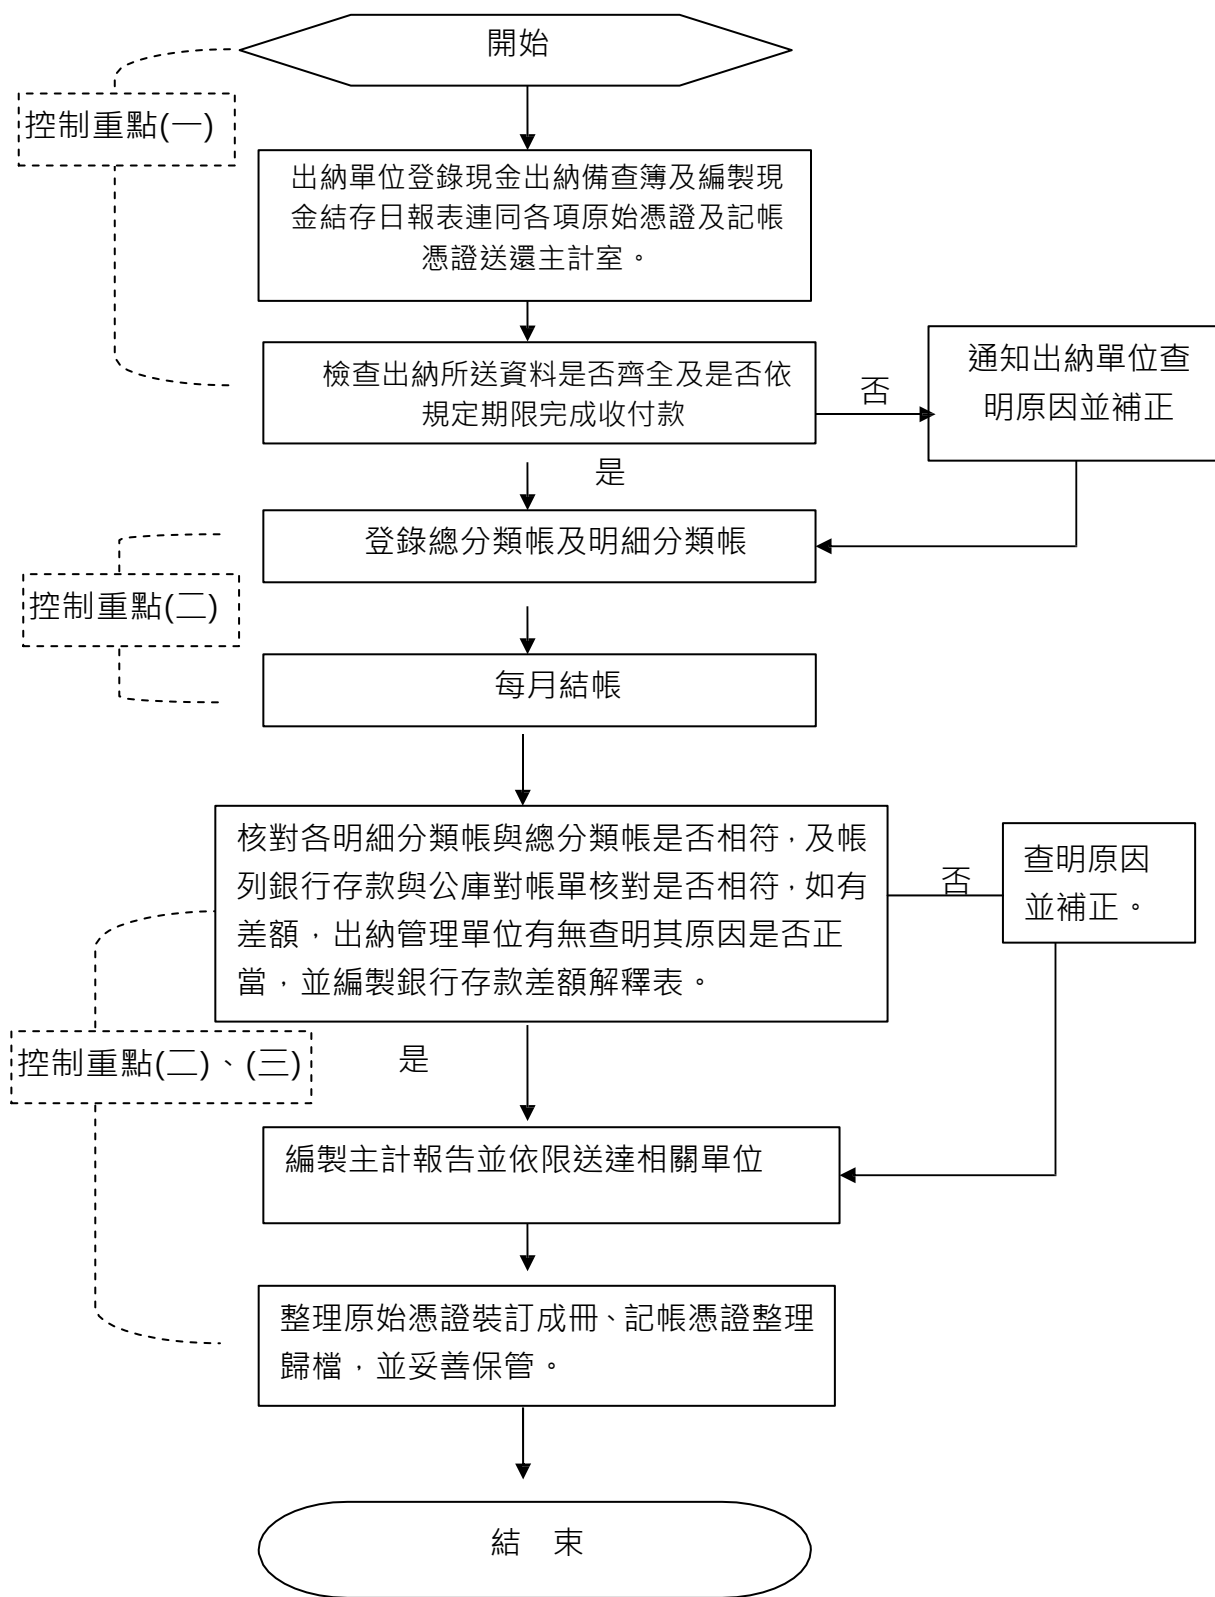 開始
控制重點(一)
出納單位登錄現金出納備查簿及編製現
金結存日報表連同各項原始憑證及記帳
憑證送還主計室。
檢查出納所送資料是否齊全及是否依
規定期限完成收付款
否
通知出納單位查
明原因並補正
是
登錄總分類帳及明細分類帳
控制重點(二)
每月結帳
核對各明細分類帳與總分類帳是否相符，及帳
列銀行存款與公庫對帳單核對是否相符，如有
差額，出納管理單位有無查明其原因是否正
當，並編製銀行存款差額解釋表。
否
查明原因
並補正。
控制重點(二)、(三)
是
編製主計報告並依限送達相關單位
整理原始憑證裝訂成冊、記帳憑證整理
歸檔，並妥善保管。
結　束